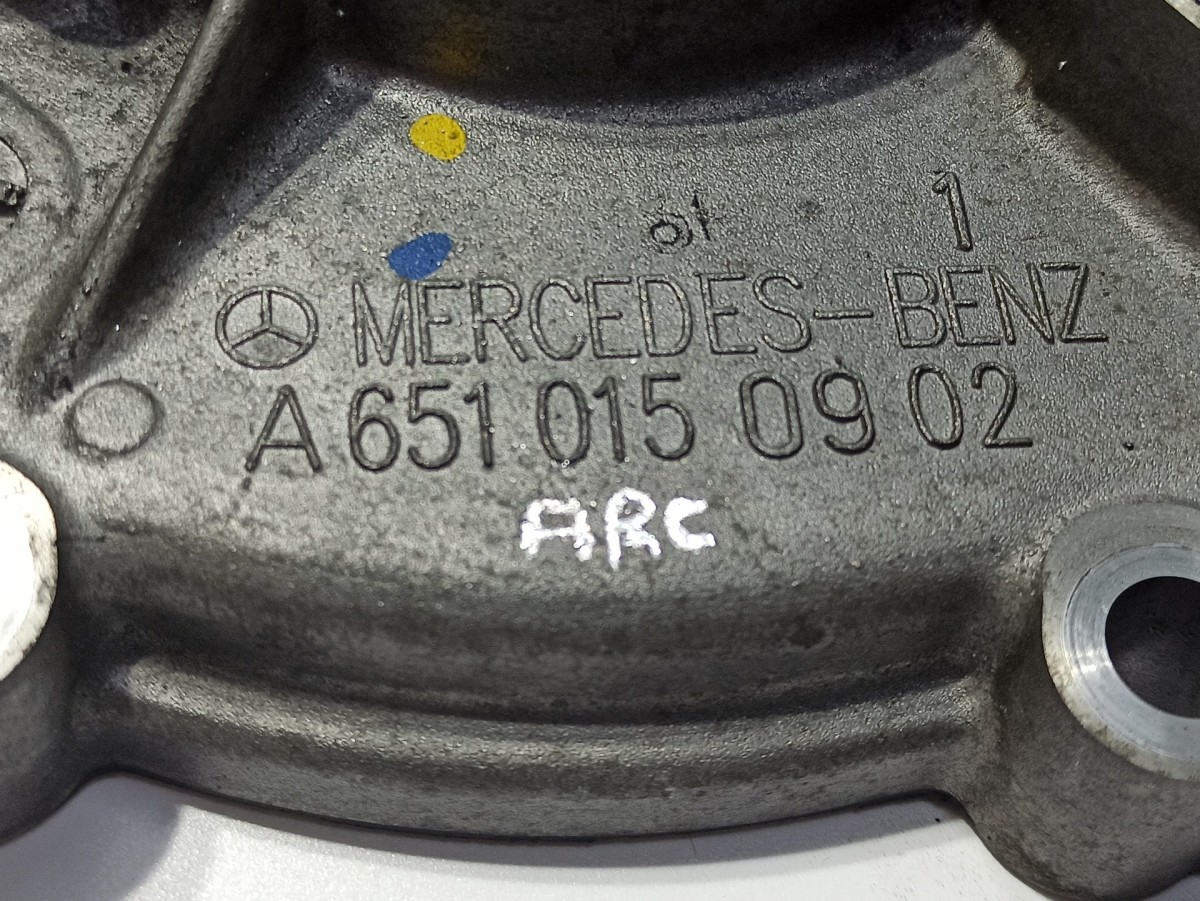 1
MERCEDES-BENZ
A 651 015 09 02
ARC